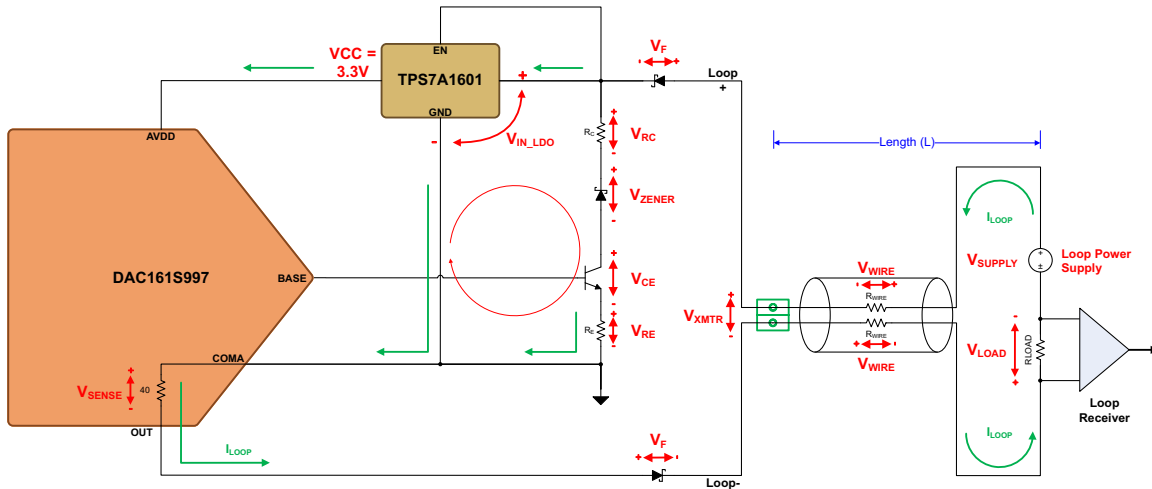 EN
VCC =
3.3V
TPS7A1601
GND
V_F
Loop
+
AVDD
V_IN_LDO
R_C
V_RC
Length (L)
V_ZENER
I_LOOP
DAC161S997
BASE
V_CE
V_SUPPLY
Loop Power
Supply
V_WIRE
R_WIRE
V_XMTR
R_E
V_RE
R_WIRE
V_WIRE
V_LOAD
RLOAD
COMA
V_SENSE
40
Loop
Receiver
OUT
I_LOOP
V_F
I_LOOP
Loop-